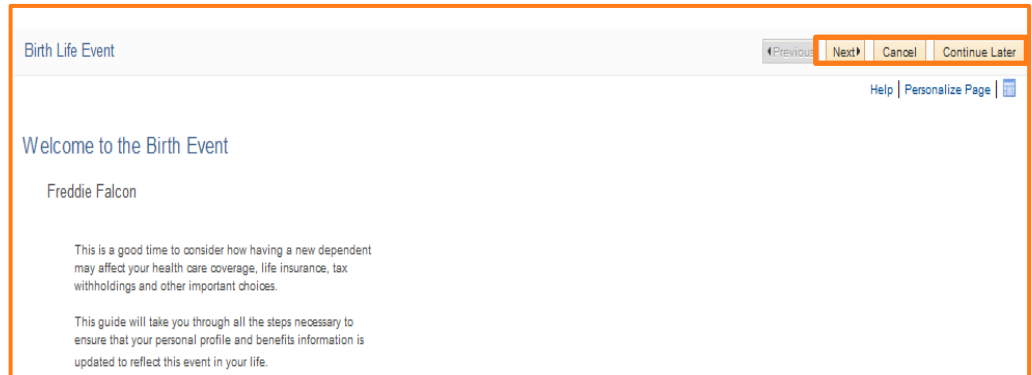 Birth Life Event
Previous Next Cancel Continue Later
Help | Personalize Page |
Welcome to the Birth Event
Freddie Falcon
This is a good time to consider how having a new dependent
may affect your health care coverage, life insurance, tax
withholdings and other important choices.
This guide will take you through all the steps necessary to
ensure that your personal profile and benefits information is
updated to reflect this event in your life.